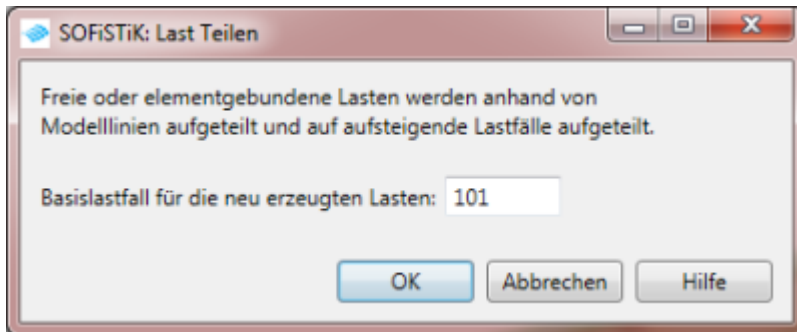 SOFiSTiK: Last Teilen
Freie oder elementgebundene Lasten werden anhand von
Modelllinien aufgeteilt und auf aufsteigende Lastfälle aufgeteilt.
Basislastfall für die neu erzeugten Lasten: 101
OK Abbrechen Hilfe